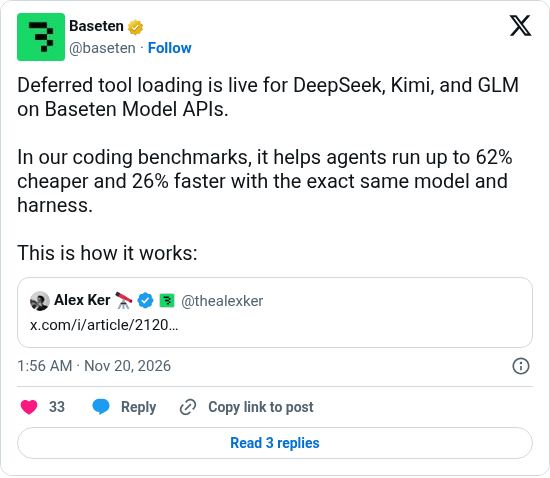 Baseten
@baseten · Follow
Deferred tool loading is live for DeepSeek, Kimi, and GLM
on Baseten Model APIs.
In our coding benchmarks, it helps agents run up to 62%
cheaper and 26% faster with the exact same model and
harness.
This is how it works:
Alex Ker @thealexker
x.com/i/article/2120…
1:56 AM · Nov 20, 2026
33 Reply Copy link to post
Read 3 replies